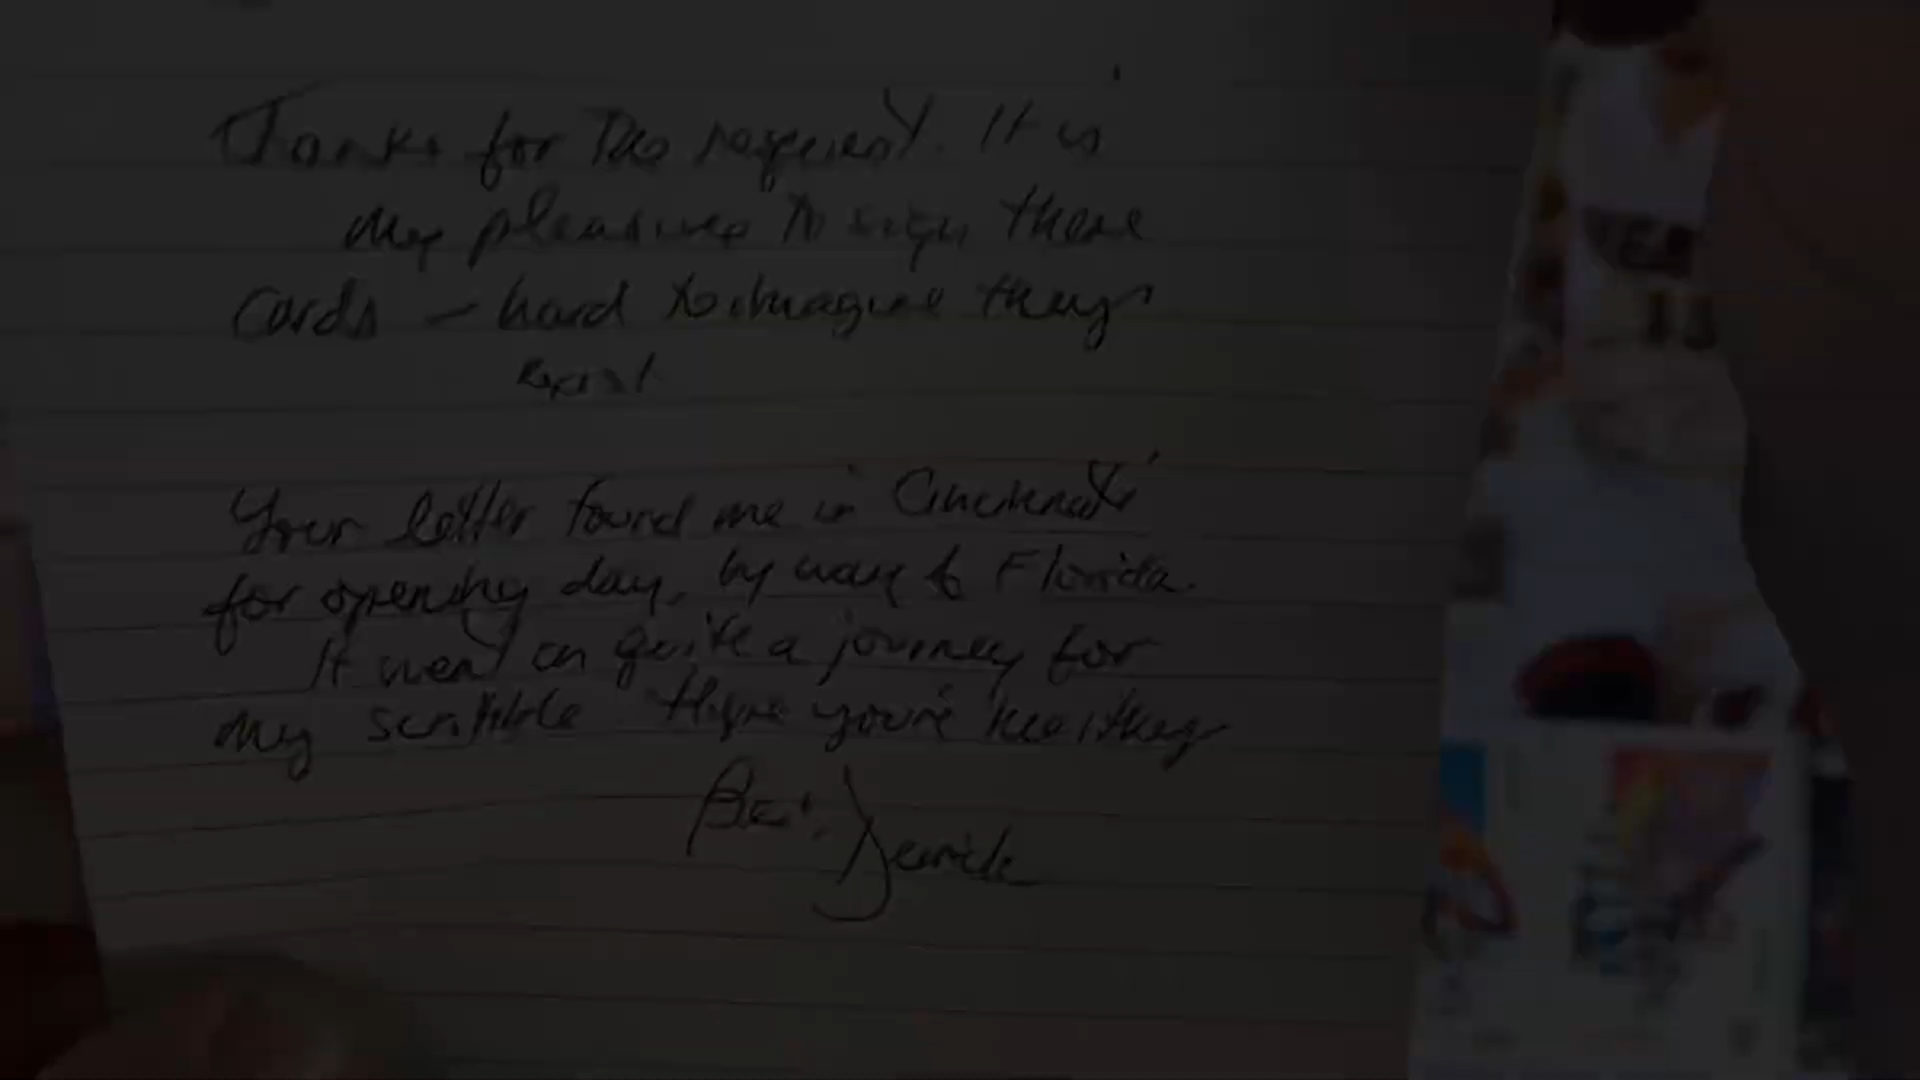 Thanks for the request. It is
my pleasure to sign these
cards – hard to imagine they
exist
Your letter found me in Cincinnati
for opening day, by way of Florida.
It went on quite a journey for
my scribble Hope you're healthy
Best, Derrick